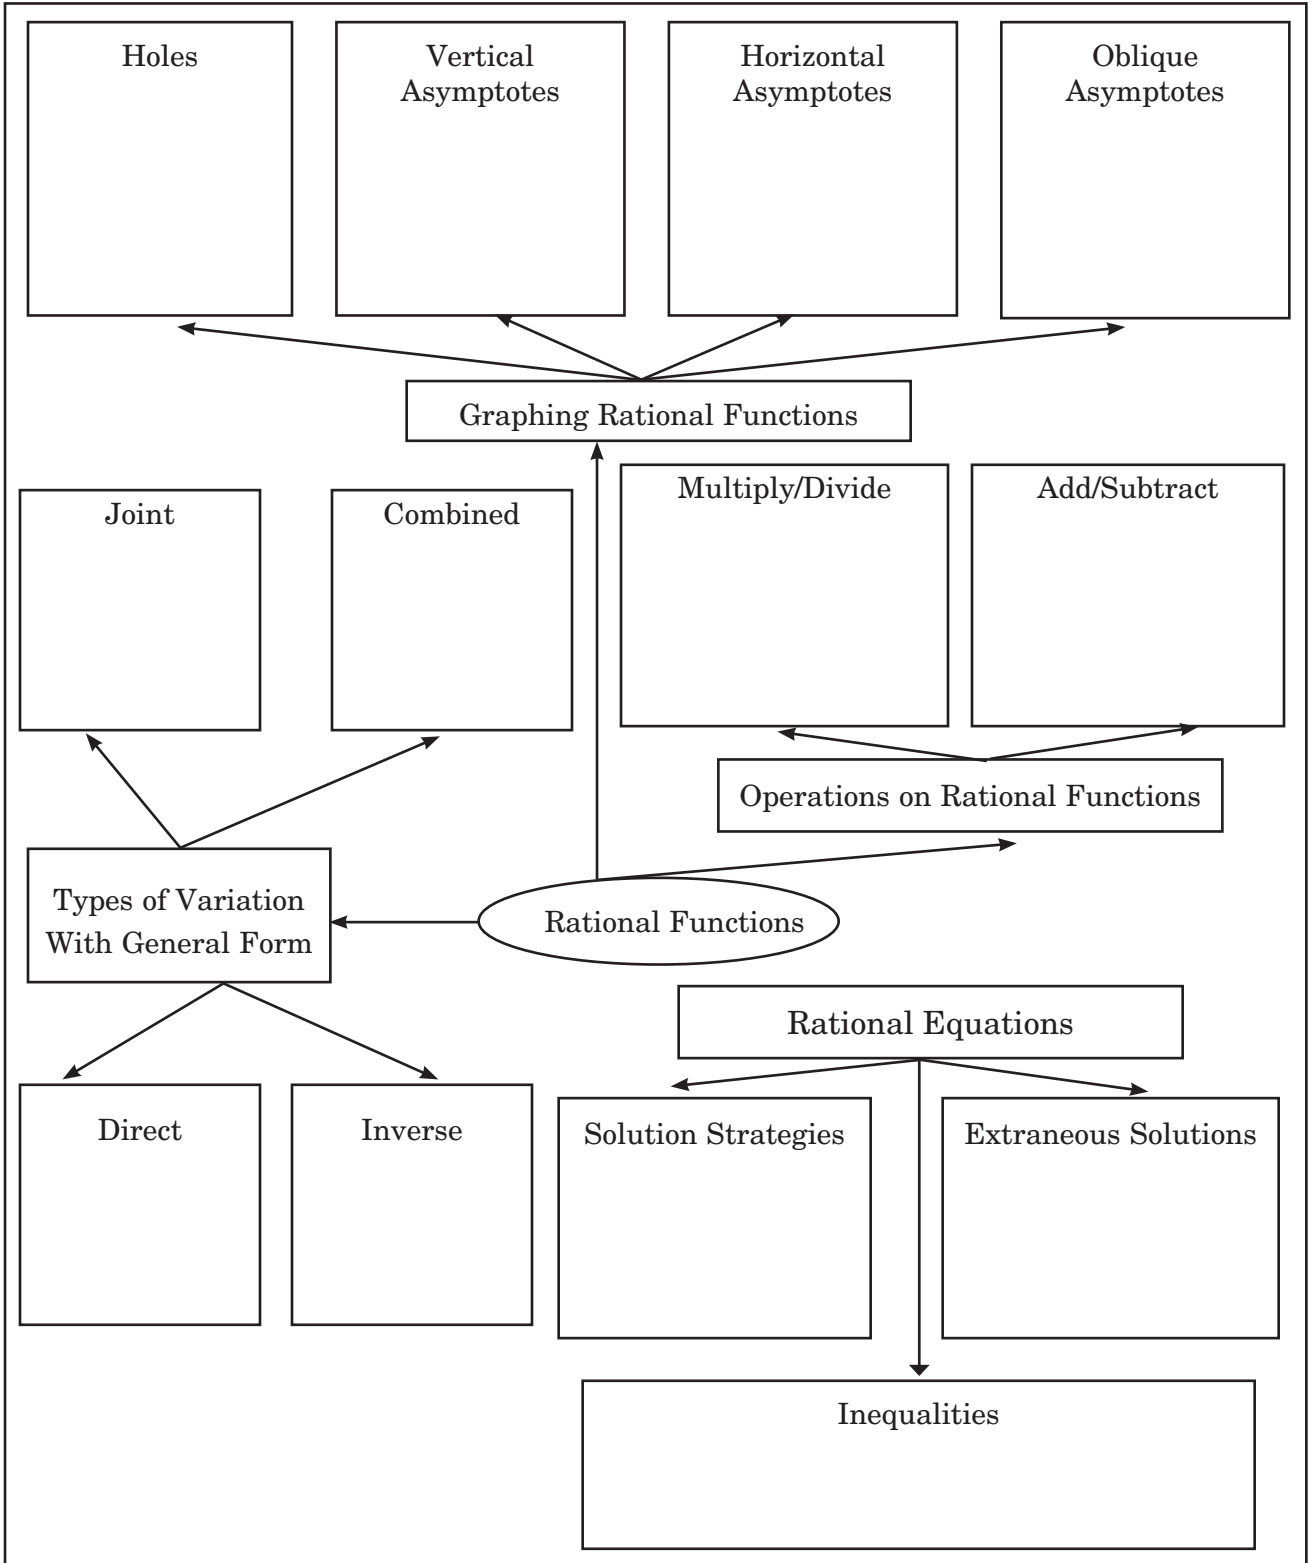 Holes
Vertical
Asymptotes
Horizontal
Asymptotes
Oblique
Asymptotes
Graphing Rational Functions
Joint
Combined
Multiply/Divide
Add/Subtract
Operations on Rational Functions
Types of Variation
With General Form
Rational Functions
Rational Equations
Direct
Inverse
Solution Strategies
Extraneous Solutions
Inequalities